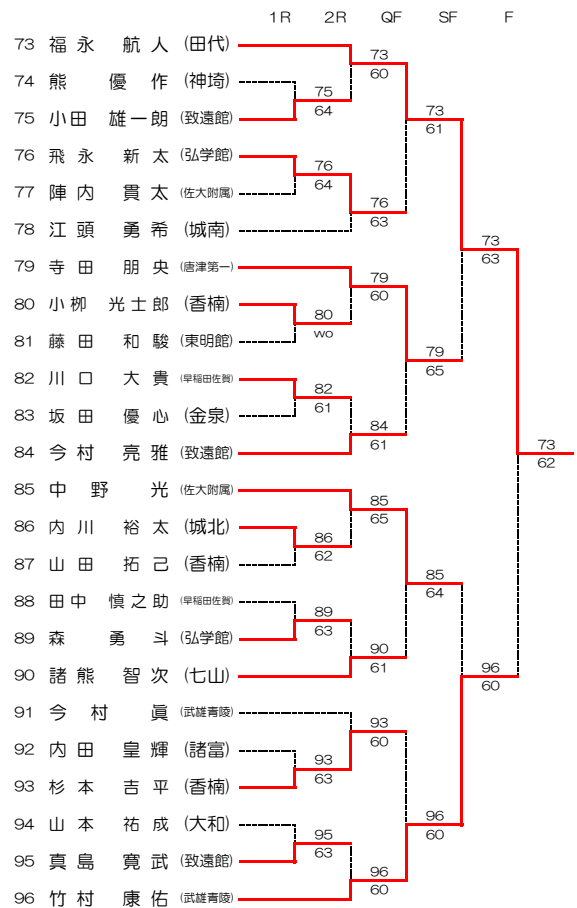 1R 2R QF SF F
73 福永 航人 (田代) 73
74 熊 優作 (神埼) 75 60
75 小田 雄一朗 (致遠館) 64 73
61
76 飛永 新太 (弘学館) 76
77 陣内 貫太 (佐大附属) 64 76
78 江頭 勇希 (城南) 63 73
63
79 寺田 朋央 (唐津第一) 79
80 小栁 光士郎 (香楠) 80 60
81 藤田 和駿 (東明館) wo 79
65
82 川口 大貴 (早稲田佐賀) 82
83 坂田 優心 (金泉) 61 84
84 今村 亮雅 (致遠館) 61 73
62
85 中野 光 (佐大附属) 85
86 内川 裕太 (城北) 86 65
87 山田 拓己 (香楠) 62 85
64
88 田中 慎之助 (早稲田佐賀) 89
89 森 勇斗 (弘学館) 63 90
90 諸熊 智次 (七山) 61 96
60
91 今村 眞 (武雄青陵) 93
92 内田 皇輝 (諸富) 93 60
93 杉本 吉平 (香楠) 63
94 山本 祐成 (大和) 96
95 60
95 真島 寛武 (致遠館) 63 96
96 竹村 康佑 (武雄青陵) 60